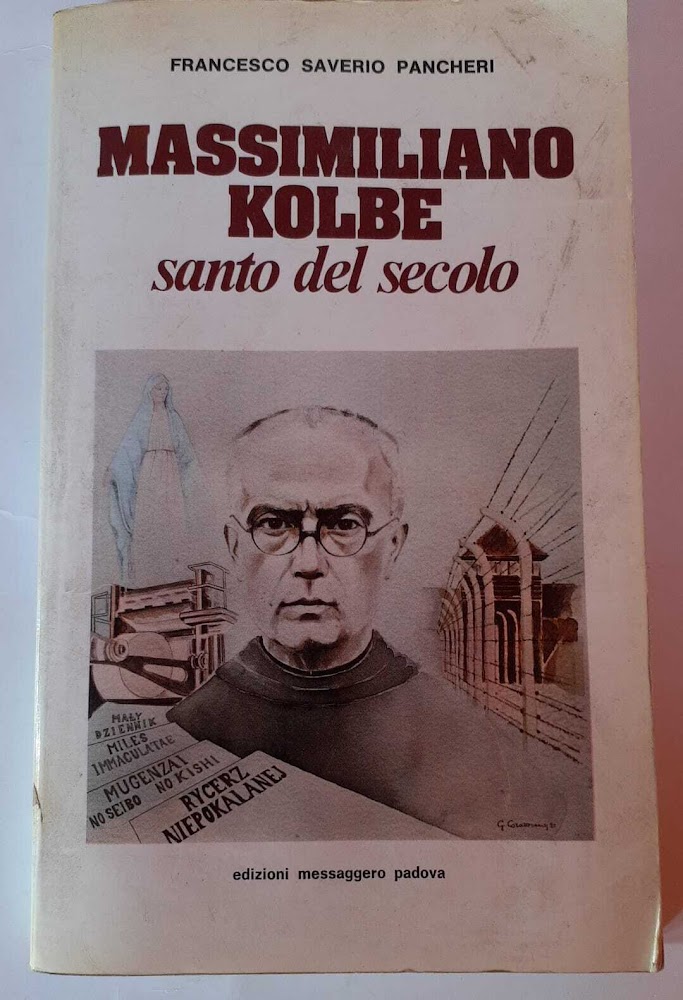 FRANCESCO SAVERIO PANCHERI
MASSIMILIANO
KOLBE
santo del secolo
MAŁY
DZIENNIK
MILES
IMMACULATAE
MUGENZAI
NO SEIBO NO KISHI
RYCERZ
NIEPOKALANEJ
edizioni messaggero padova